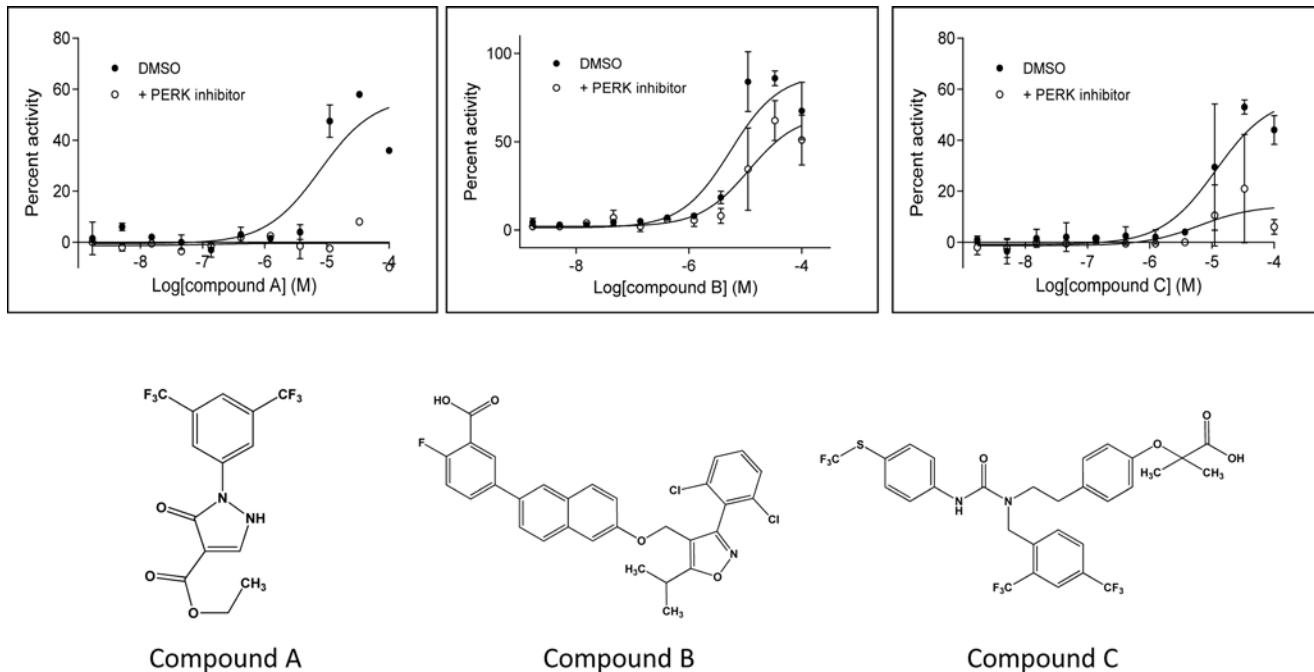 80
60
40
20
0
-8
-7
-6
-5
-4
Percent activity
DMSO
+ PERK inhibitor
Log[compound A] (M)
100
50
0
-8
-6
-4
Percent activity
DMSO
+ PERK inhibitor
Log[compound B] (M)
80
60
40
20
0
-8
-7
-6
-5
-4
Percent activity
DMSO
+ PERK inhibitor
Log[compound C] (M)
F₃C
CF₃
N
O
NH
O
O
CH₃
Compound A
HO
O
F
Cl
Cl
O
N
O
H₃C
CH₃
Compound B
S
F₃C
O
NH
N
O
O
OH
H₃C
CH₃
F₃C
CF₃
Compound C